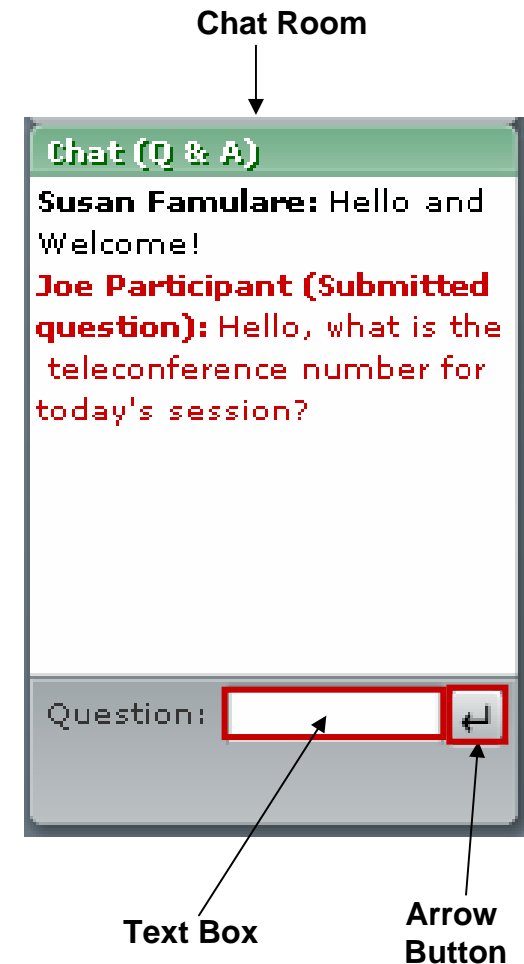 Chat Room
Chat (Q & A)
Susan Famulare: Hello and
Welcome!
Joe Participant (Submitted
question): Hello, what is the
teleconference number for
today's session?
Question:
Text Box
Arrow
Button